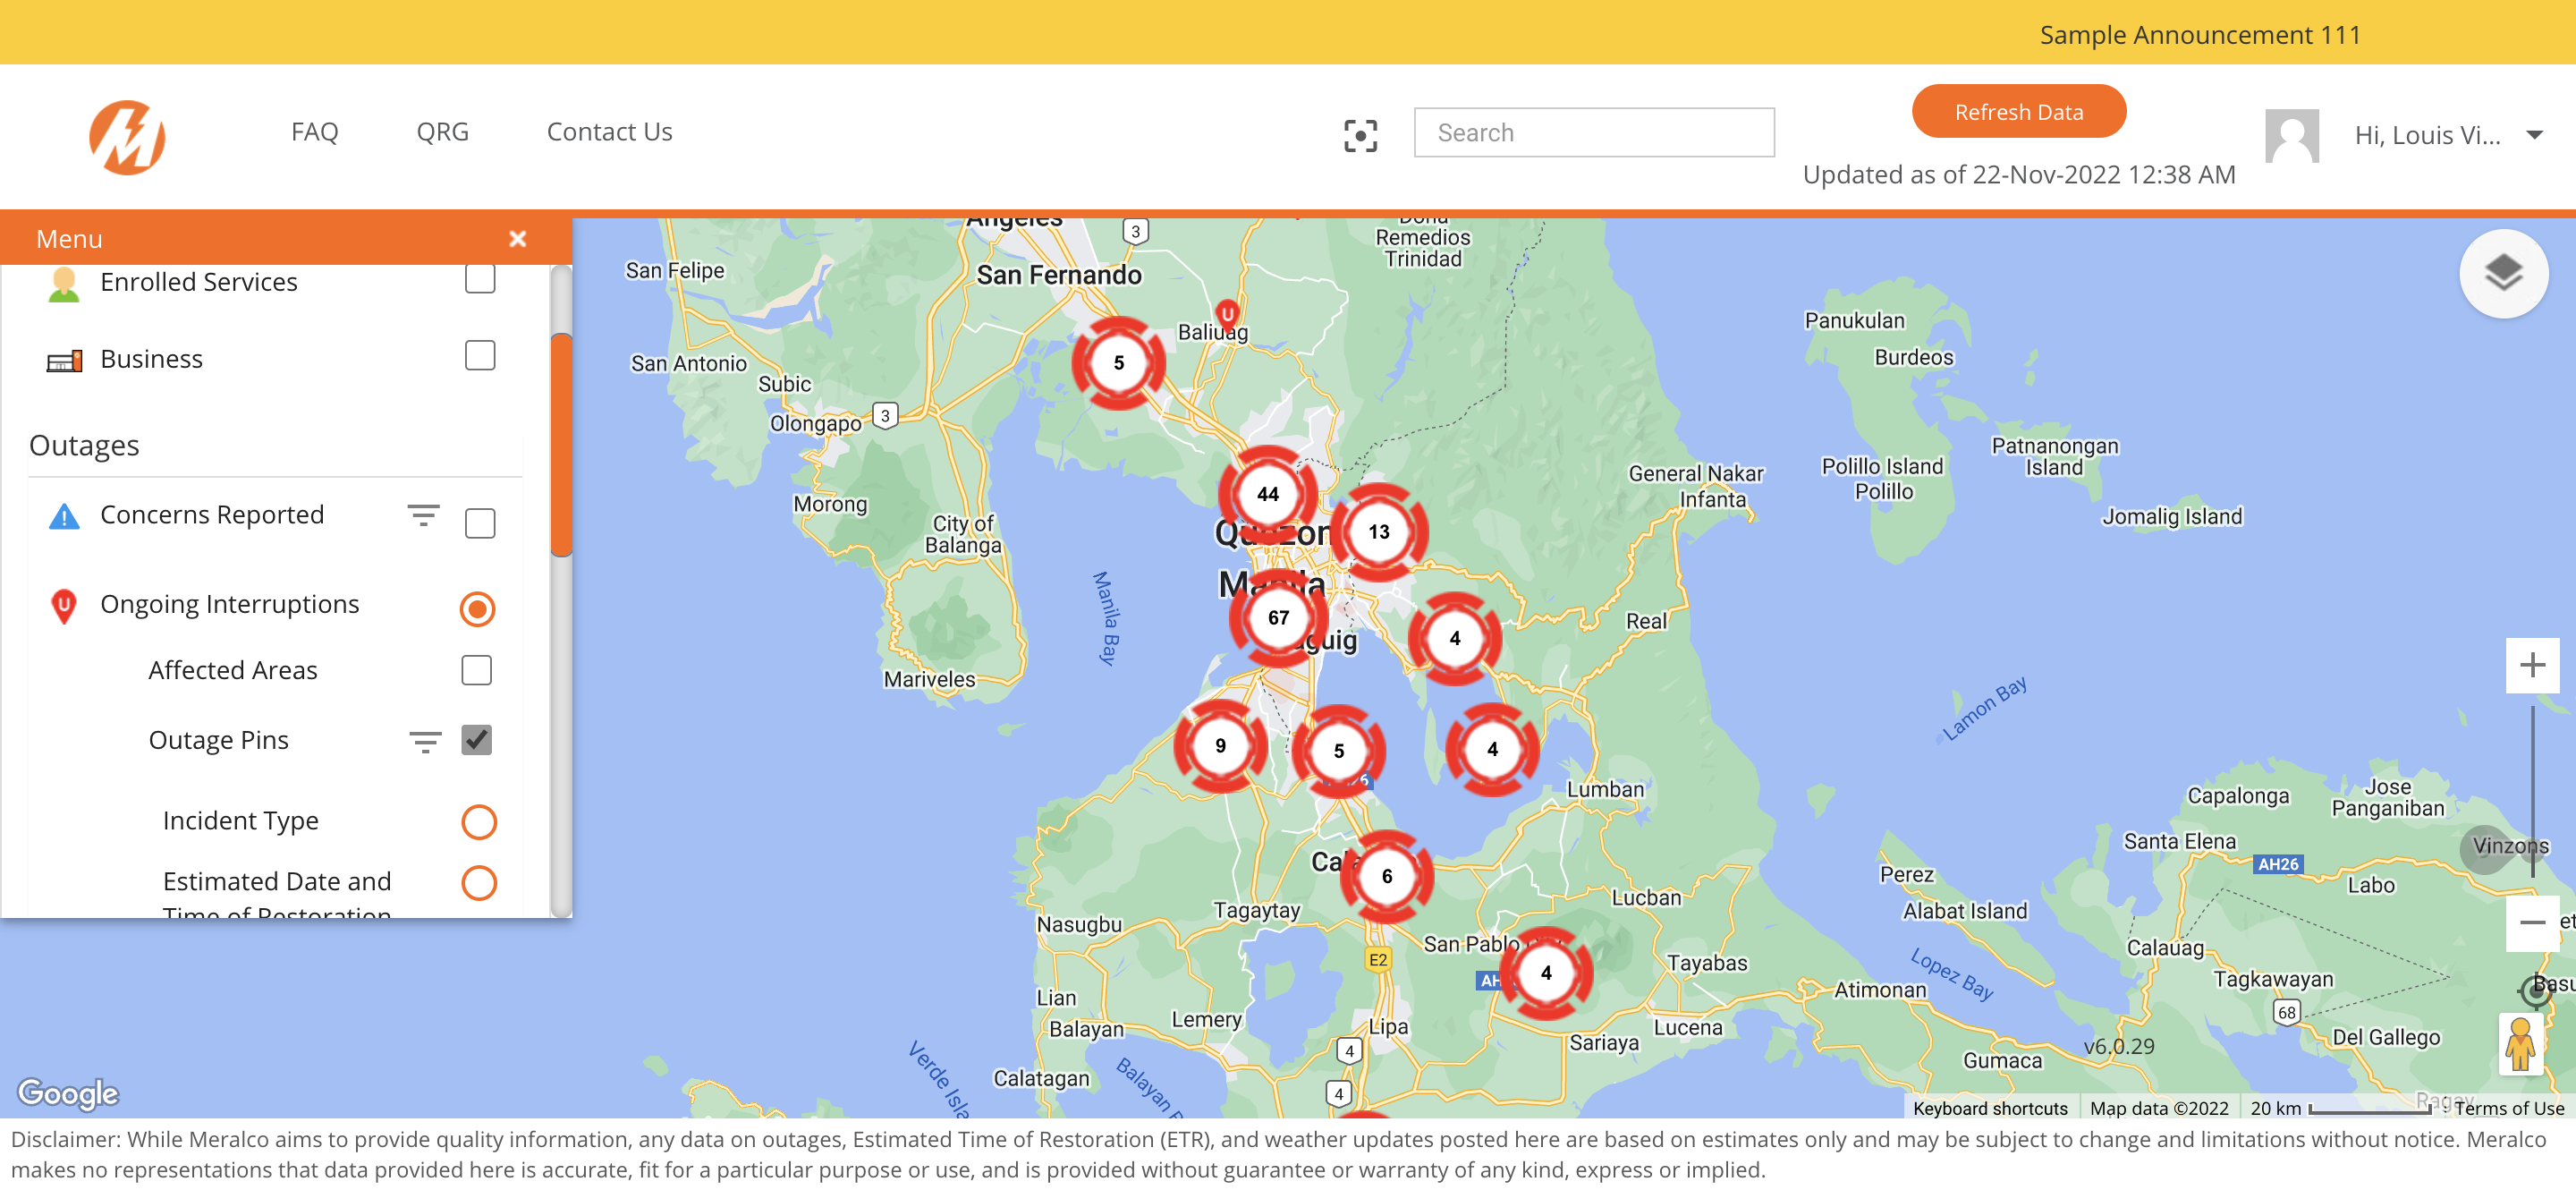 Sample Announcement 111
FAQ
QRG
Contact Us
Search
Refresh Data
Updated as of 22-Nov-2022 12:38 AM
Hi, Louis Vi...
Menu
Enrolled Services
Business
Outages
Concerns Reported
Ongoing Interruptions
U
Affected Areas
Outage Pins
Incident Type
Estimated Date and
Time of Restoration
Angeles
3
Doña
Remedios
Trinidad
San Felipe
San Fernando
U
Baliuag
5
San Antonio
Subic
3
Olongapo
Panukulan
Burdeos
Patnanongan
Island
Polillo Island
Polillo
General Nakar
Infanta
Jomalig Island
44
Morong
13
City of
Balanga
Manila Bay
67
4
Real
Mariveles
Lamon Bay
9
5
4
Lumban
Capalonga
Jose
Panganiban
Santa Elena
Vinzons
AH26
Labo
6
Perez
Lucban
Tagaytay
Alabat Island
Nasugbu
San Pablo
E2
Calauag
Tayabas
Lopez Bay
4
Tagkawayan
Atimonan
Lian
68
Balayan
Lemery
Lipa
Lucena
Sariaya
Del Gallego
v6.0.29
4
Gumaca
Calatagan
4
Google
Keyboard shortcuts
Map data ©2022
20 km
Terms of Use
Disclaimer: While Meralco aims to provide quality information, any data on outages, Estimated Time of Restoration (ETR), and weather updates posted here are based on estimates only and may be subject to change and limitations without notice. Meralco
makes no representations that data provided here is accurate, fit for a particular purpose or use, and is provided without guarantee or warranty of any kind, express or implied.